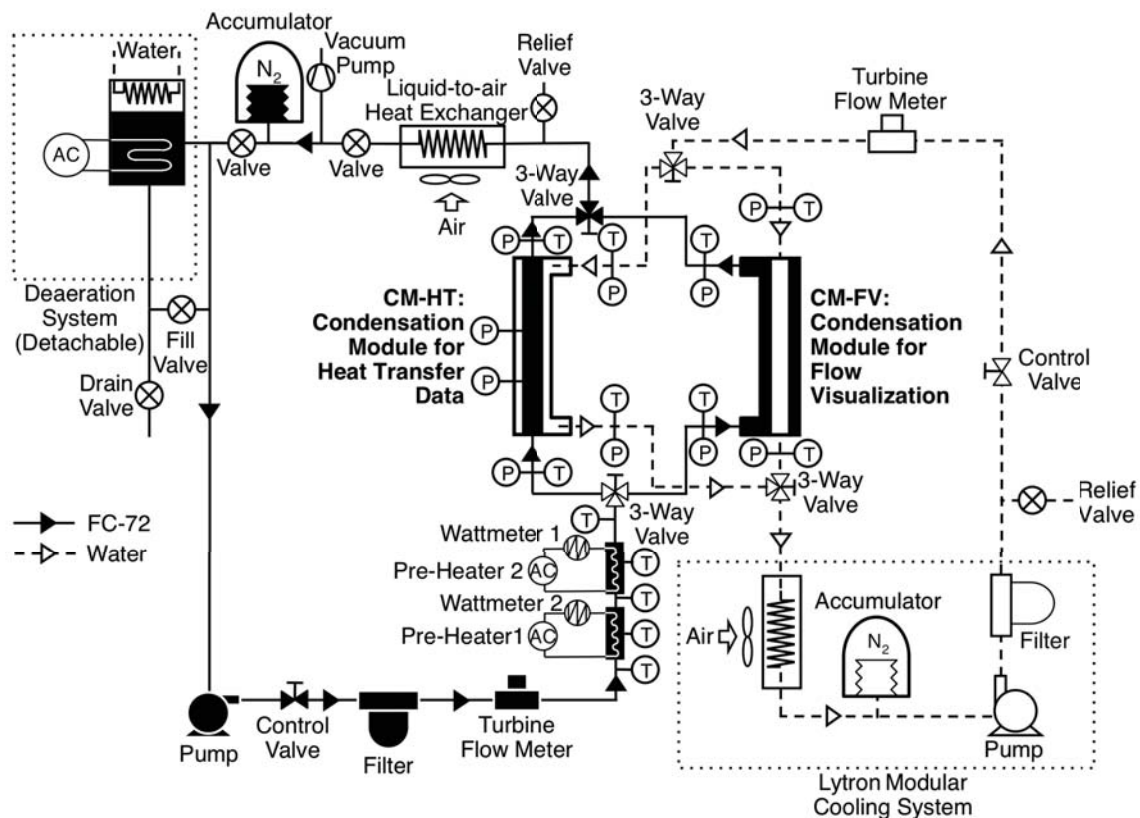 Accumulator
N2
Water
Vacuum
Pump
Relief
Valve
Liquid-to-air
Heat Exchanger
3-Way
Valve
Turbine
Flow Meter
AC
Valve
Valve
3-Way
Valve
Air
P
T
T
P
P
T
T
P
P
T
Deaeration
System
(Detachable)
Fill
Valve
Drain
Valve
CM-HT:
Condensation
Module for
Heat Transfer
Data
P
P
CM-FV:
Condensation
Module for
Flow
Visualization
Control
Valve
T
P
T
P
P
T
P
T
3-Way
Valve
3-Way
Valve
Relief
Valve
FC-72
Water
T
Wattmeter 1
Pre-Heater 2
AC
T
T
Wattmeter 2
Pre-Heater1
AC
T
T
Accumulator
N2
Air
Filter
Pump
Control
Valve
Filter
Turbine
Flow Meter
Pump
Lytron Modular
Cooling System